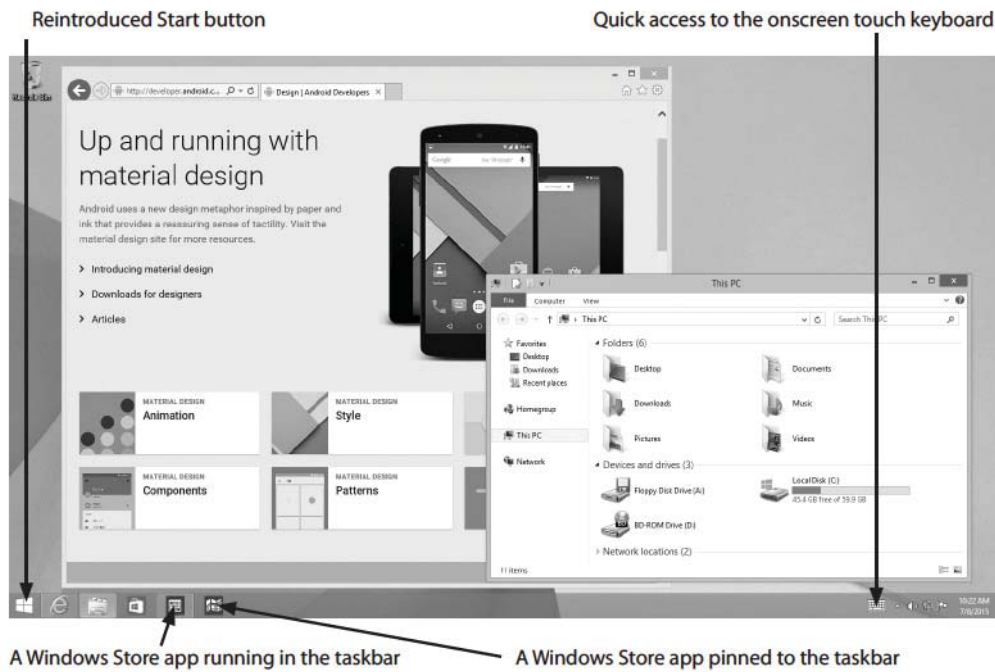 Reintroduced Start button
Quick access to the onscreen touch keyboard
http://developer.android.c...
Design | Android Developers
Up and running with
material design
Android uses a new design metaphor inspired by paper and
ink that provides a reassuring sense of tactility. Visit the
material design site for more resources.
Introducing material design
Downloads for designers
Articles
MATERIAL DESIGN
Animation
MATERIAL DESIGN
Style
MATERIAL DESIGN
Components
MATERIAL DESIGN
Patterns
Google
This PC
File Computer View
This PC
Search This PC
Favorites
Desktop
Downloads
Recent places
Homegroup
This PC
Network
Folders (6)
Desktop
Documents
Downloads
Music
Pictures
Videos
Devices and drives (3)
Floppy Disk Drive (A:)
Local Disk (C:)
45.4 GB free of 59.9 GB
BD-ROM Drive (D:)
Network locations (2)
11 items
10:22 AM
7/8/2015
A Windows Store app running in the taskbar
A Windows Store app pinned to the taskbar